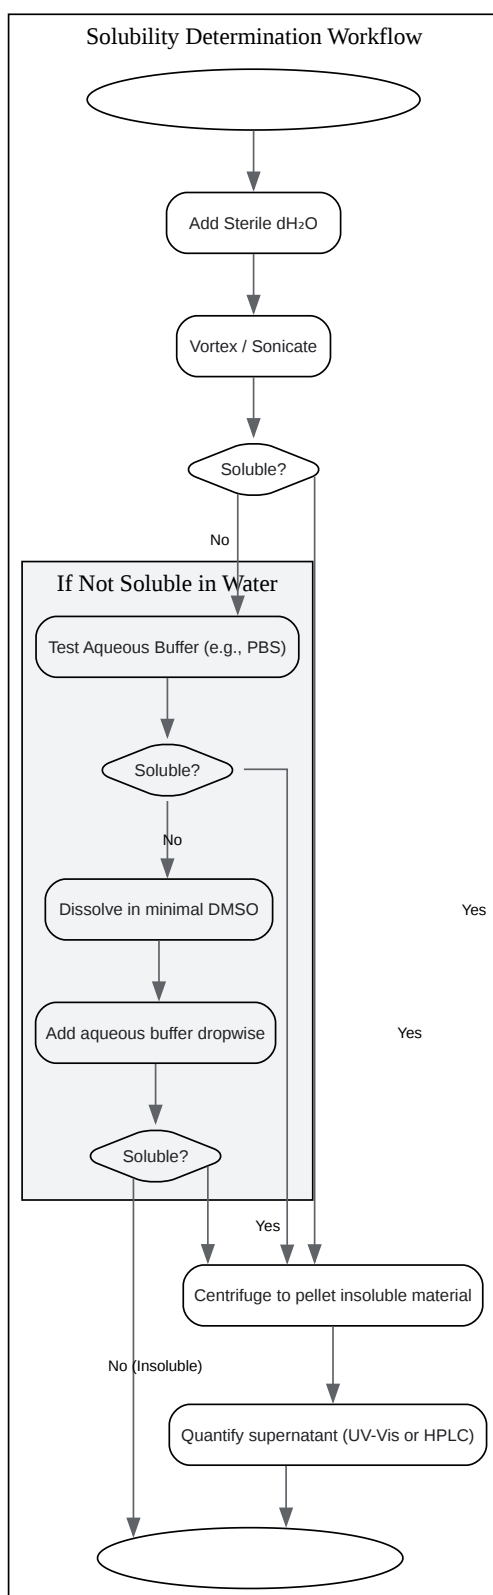 Solubility Determination Workflow
Add Sterile dH₂O
Vortex / Sonicate
Soluble?
No
If Not Soluble in Water
Test Aqueous Buffer (e.g., PBS)
Soluble?
No
Dissolve in minimal DMSO
Yes
Add aqueous buffer dropwise
Yes
Soluble?
Yes
Centrifuge to pellet insoluble material
No (Insoluble)
Quantify supernatant (UV-Vis or HPLC)